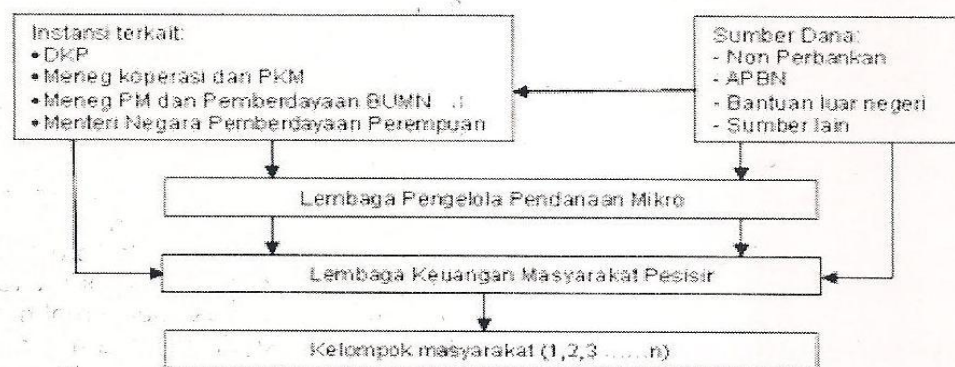 Instansi terkait:
•DKP
•Meneg koperasi dan PKM
•Meneg PM dan Pemberdayaan BUMN
•Menteri Negara Pemberdayaan Perempuan
Sumber Dana:
- Non Perbankan
- APBN
- Bantuan luar negeri
- Sumber lain
Lembaga Pengelola Pendanaan Mikro
Lembaga Keuangan Masyarakat Pesisir
Kelompok masyarakat (1,2,3 ......n)